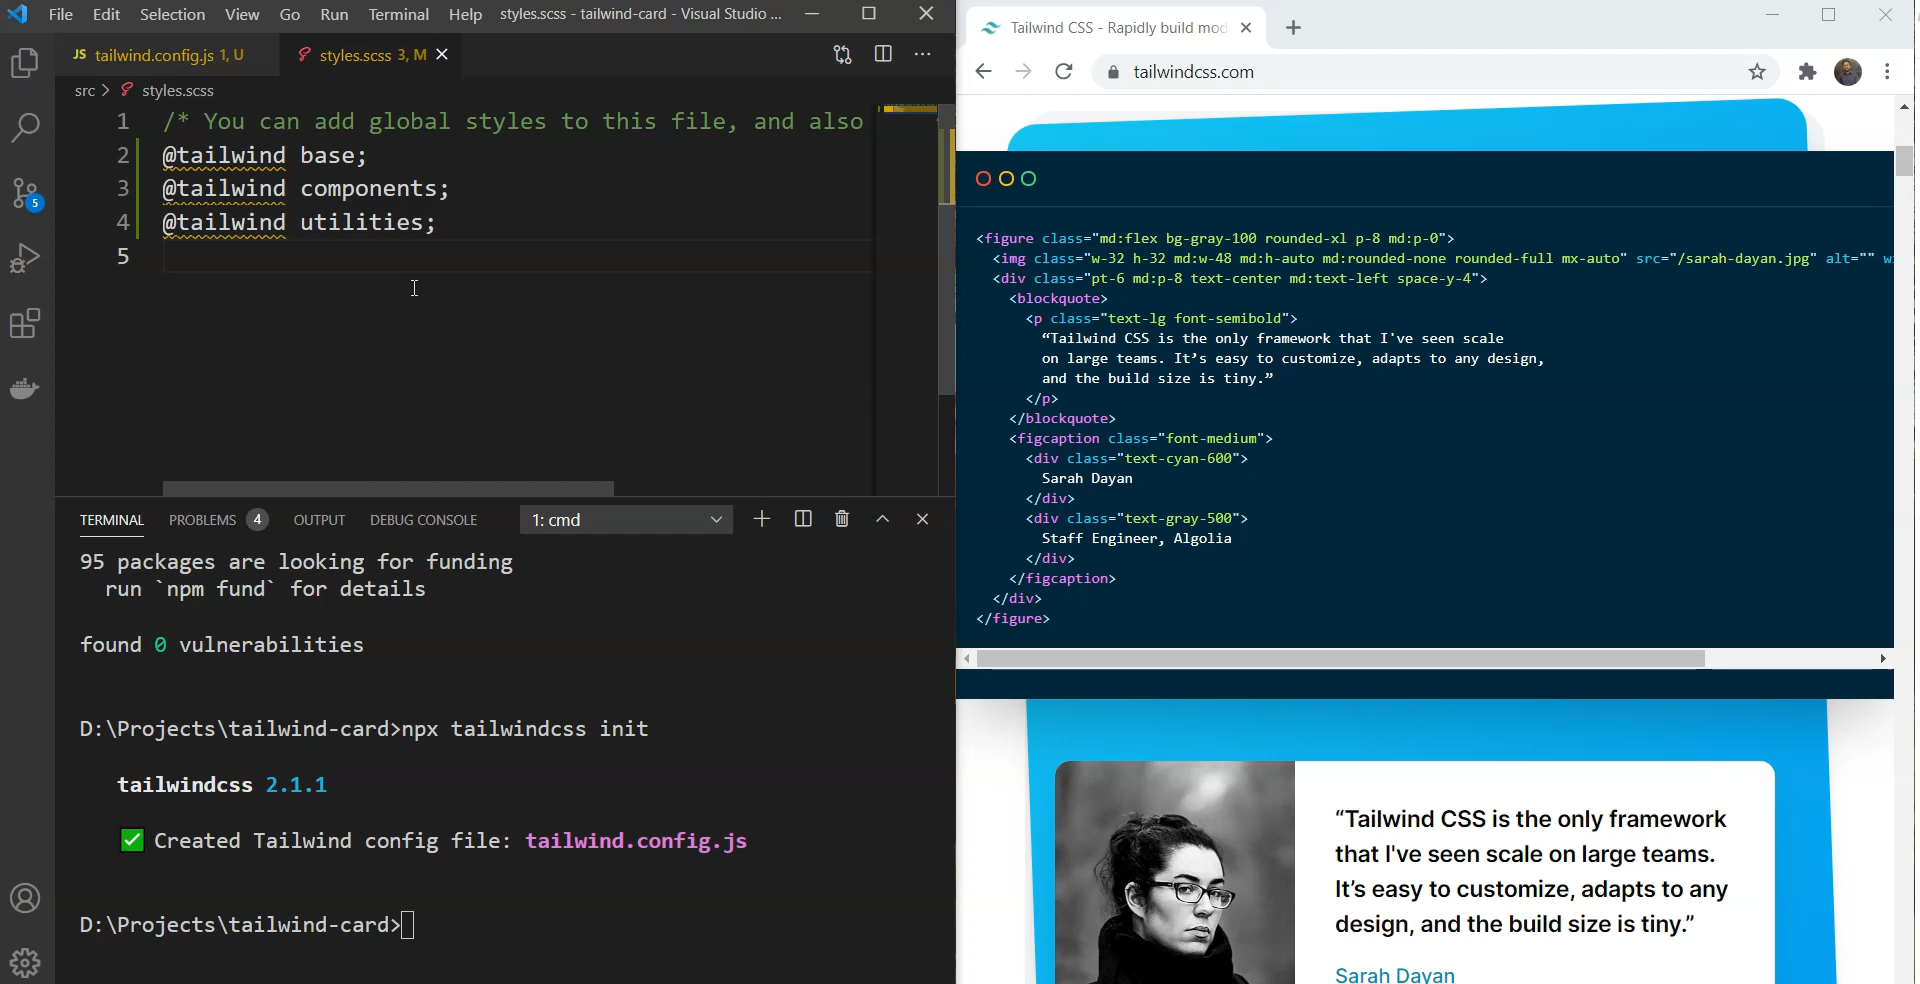 File Edit Selection View Go Run Terminal Help styles.scss - tailwind-card - Visual Studio ...
JS tailwind.config.js 1, U styles.scss 3, M
src > styles.scss
1 /* You can add global styles to this file, and also
2 @tailwind base;
3 @tailwind components;
4 @tailwind utilities;
5
5
TERMINAL PROBLEMS 4 OUTPUT DEBUG CONSOLE 1: cmd
95 packages are looking for funding
run `npm fund` for details
found 0 vulnerabilities
D:\Projects\tailwind-card>npx tailwindcss init
tailwindcss 2.1.1
✅ Created Tailwind config file: tailwind.config.js
D:\Projects\tailwind-card>
Tailwind CSS - Rapidly build mod
tailwindcss.com
<figure class="md:flex bg-gray-100 rounded-xl p-8 md:p-0">
<img class="w-32 h-32 md:w-48 md:h-auto md:rounded-none rounded-full mx-auto" src="/sarah-dayan.jpg" alt="" wi
<div class="pt-6 md:p-8 text-center md:text-left space-y-4">
<blockquote>
<p class="text-lg font-semibold">
“Tailwind CSS is the only framework that I've seen scale
on large teams. It’s easy to customize, adapts to any design,
and the build size is tiny.”
</p>
</blockquote>
<figcaption class="font-medium">
<div class="text-cyan-600">
Sarah Dayan
</div>
<div class="text-gray-500">
Staff Engineer, Algolia
</div>
</figcaption>
</div>
</figure>
“Tailwind CSS is the only framework
that I've seen scale on large teams.
It’s easy to customize, adapts to any
design, and the build size is tiny.”
Sarah Dayan